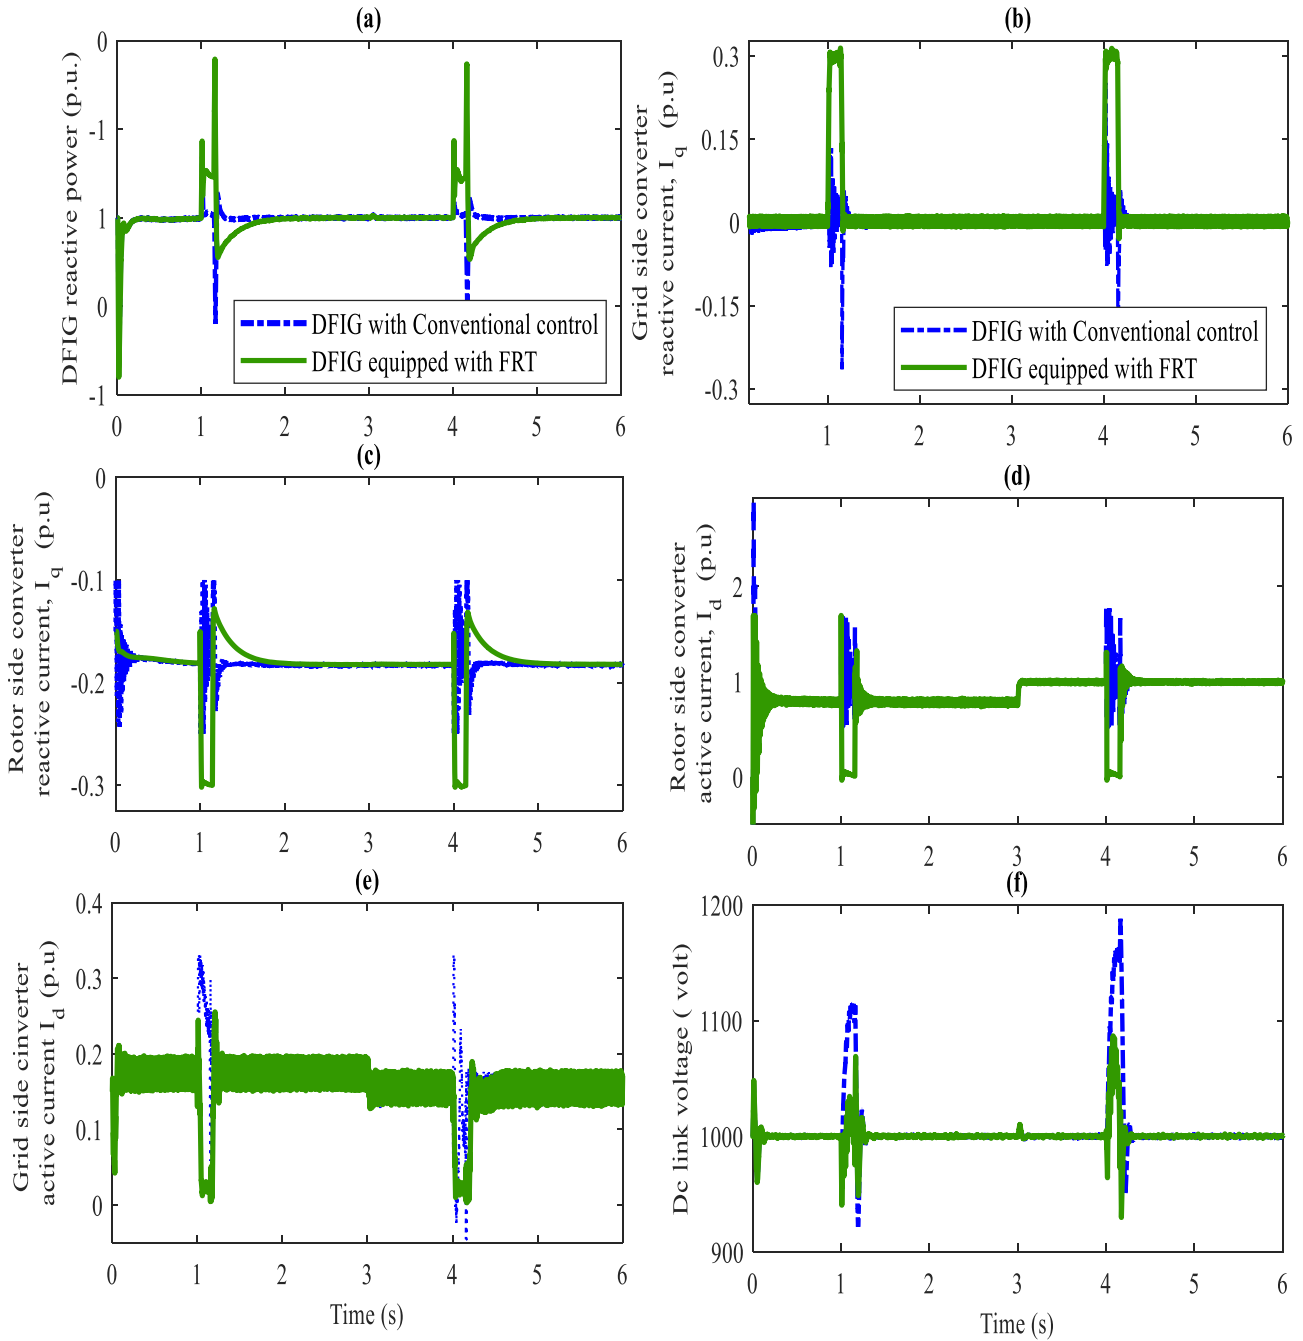 (a)
DFIG reactive power (p.u.)
0
-1
1
0
-1
0 1 2 3 4 5 6
DFIG with Conventional control
DFIG equipped with FRT
(b)
Grid side converter
reactive current, I_q (p.u)
0.3
0.15
0
-0.15
-0.3
1 2 3 4 5 6
DFIG with Conventional control
DFIG equipped with FRT
(c)
Rotor side converter
reactive current, I_q (p.u)
0
-0.1
-0.2
-0.3
0 1 2 3 4 5 6
(d)
Rotor side converter
active current, I_d (p.u)
2
1
0
0 1 2 3 4 5 6
(e)
Grid side cinverter
active current I_d (p.u)
0.4
0.3
0.2
0.1
0
0 1 2 3 4 5 6
Time (s)
(f)
Dc link voltage ( volt)
1200
1100
1000
900
0 1 2 3 4 5 6
Time (s)